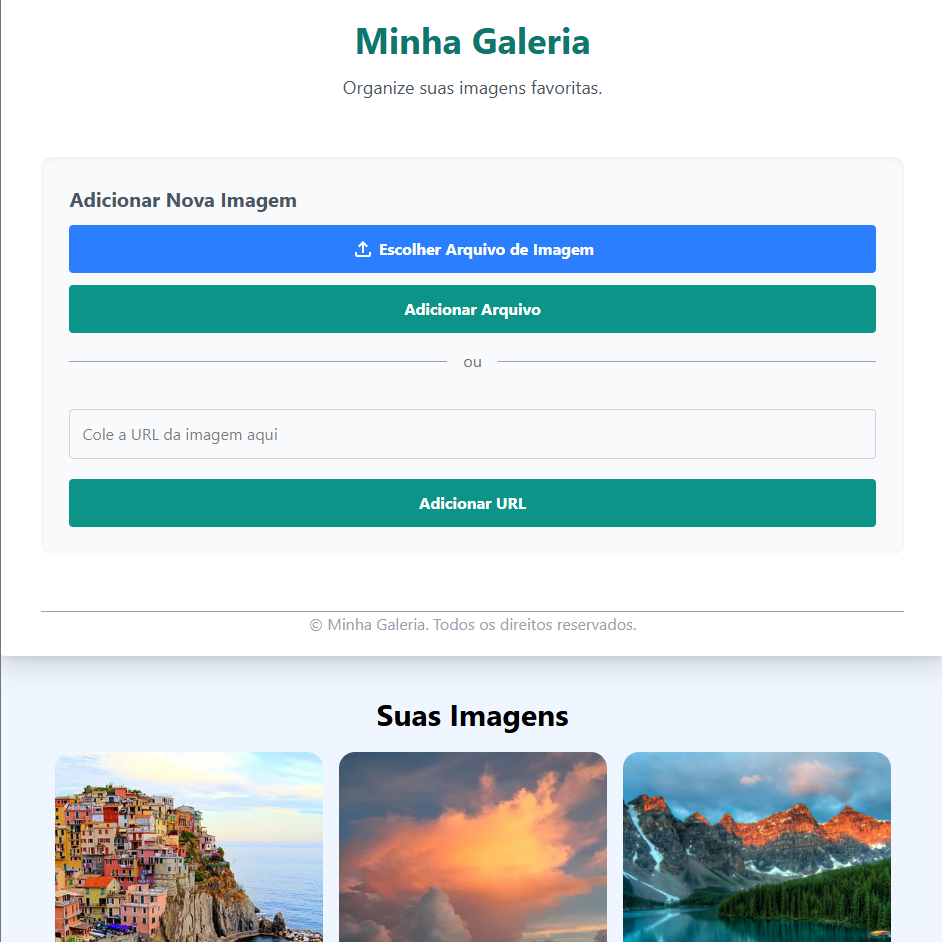 Minha Galeria
Organize suas imagens favoritas.
Adicionar Nova Imagem
Escolher Arquivo de Imagem
Adicionar Arquivo
ou
Cole a URL da imagem aqui
Adicionar URL
© Minha Galeria. Todos os direitos reservados.
Suas Imagens